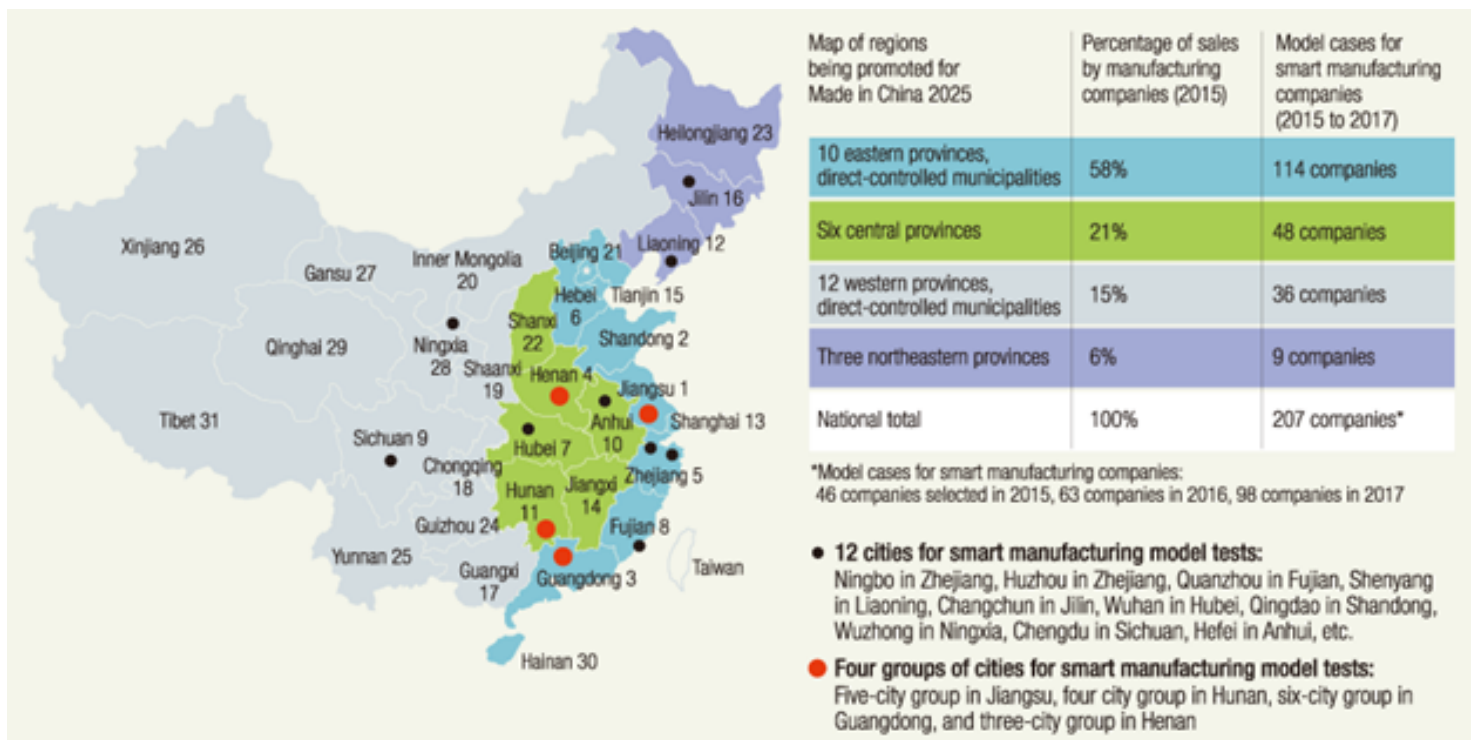 Heilongjiang 23
Jilin 16
Liaoning 12
Xinjiang 26
Gansu 27
Inner Mongolia
20
Beijing 21
Tianjin 15
Hebei
6
Shanxi
22
Shandong 2
Qinghai 29
Ningxia
28
Shaanxi
19
Henan 4
Jiangsu 1
Shanghai 13
Tibet 31
Anhui
10
Sichuan 9
Hubei 7
Chongqing
18
Zhejiang 5
Hunan
11
Jiangxi
14
Guizhou 24
Fujian 8
Yunnan 25
Guangxi
17
Guangdong 3
Taiwan
Hainan 30
Map of regions
being promoted for
Made in China 2025
Percentage of sales
by manufacturing
companies (2015)
Model cases for
smart manufacturing
companies
(2015 to 2017)
10 eastern provinces,
direct-controlled municipalities
58%
114 companies
Six central provinces
21%
48 companies
12 western provinces,
direct-controlled municipalities
15%
36 companies
Three northeastern provinces
6%
9 companies
National total
100%
207 companies*
*Model cases for smart manufacturing companies:
46 companies selected in 2015, 63 companies in 2016, 98 companies in 2017
12 cities for smart manufacturing model tests:
Ningbo in Zhejiang, Huzhou in Zhejiang, Quanzhou in Fujian, Shenyang
in Liaoning, Changchun in Jilin, Wuhan in Hubei, Qingdao in Shandong,
Wuzhong in Ningxia, Chengdu in Sichuan, Hefei in Anhui, etc.
Four groups of cities for smart manufacturing model tests:
Five-city group in Jiangsu, four city group in Hunan, six-city group in
Guangdong, and three-city group in Henan